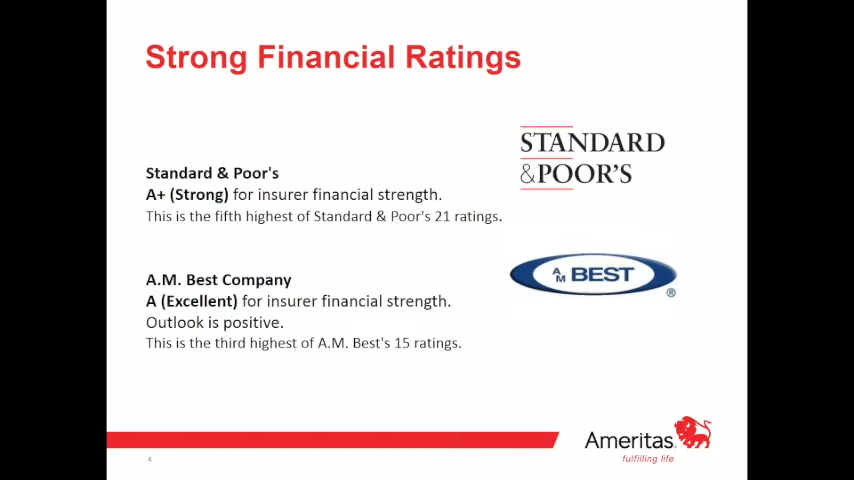 Strong Financial Ratings
STANDARD
&POOR'S
Standard & Poor's
A+ (Strong) for insurer financial strength.
This is the fifth highest of Standard & Poor's 21 ratings.
A.M. Best Company
A (Excellent) for insurer financial strength.
Outlook is positive.
This is the third highest of A.M. Best's 15 ratings.
AM BEST ®
Ameritas
fulfilling life
4